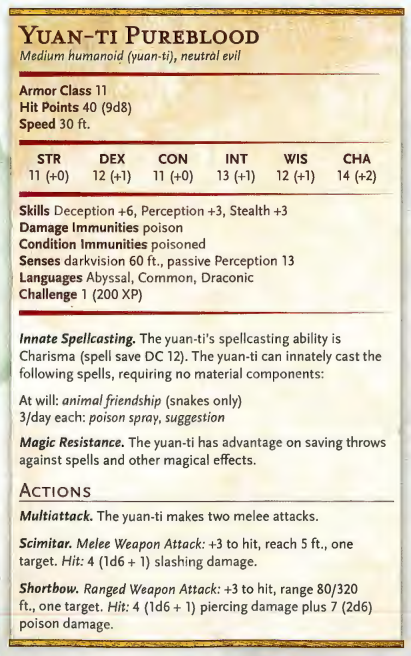 YUAN-TI PUREBLOOD
Medium humanoid (yuan-ti), neutral evil
Armor Class 11
Hit Points 40 (9d8)
Speed 30 ft.
STR DEX CON INT WIS CHA
11 (+0) 12 (+1) 11 (+0) 13 (+1) 12 (+1) 14 (+2)
Skills Deception +6, Perception +3, Stealth +3
Damage Immunities poison
Condition Immunities poisoned
Senses darkvision 60 ft., passive Perception 13
Languages Abyssal, Common, Draconic
Challenge 1 (200 XP)
Innate Spellcasting. The yuan-ti's spellcasting ability is
Charisma (spell save DC 12). The yuan-ti can innately cast the
following spells, requiring no material components:
At will: animal friendship (snakes only)
3/day each: poison spray, suggestion
Magic Resistance. The yuan-ti has advantage on saving throws
against spells and other magical effects.
ACTIONS
Multiattack. The yuan-ti makes two melee attacks.
Scimitar. Melee Weapon Attack: +3 to hit, reach 5 ft., one
target. Hit: 4 (1d6 + 1) slashing damage.
Shortbow. Ranged Weapon Attack: +3 to hit, range 80/320
ft., one target. Hit: 4 (1d6 + 1) piercing damage plus 7 (2d6)
poison damage.